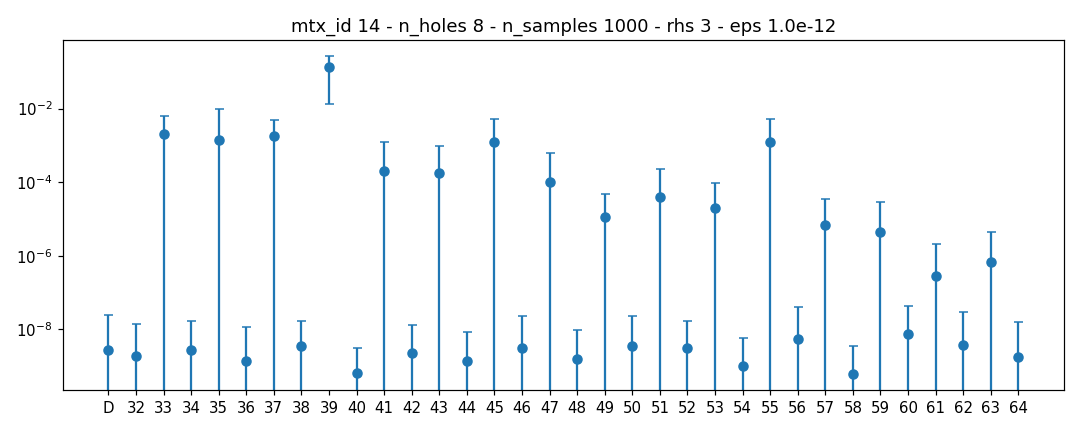 mtx_id 14 - n_holes 8 - n_samples 1000 - rhs 3 - eps 1.0e-12
10⁻²
10⁻⁴
10⁻⁶
10⁻⁸
D 32 33 34 35 36 37 38 39 40 41 42 43 44 45 46 47 48 49 50 51 52 53 54 55 56 57 58 59 60 61 62 63 64